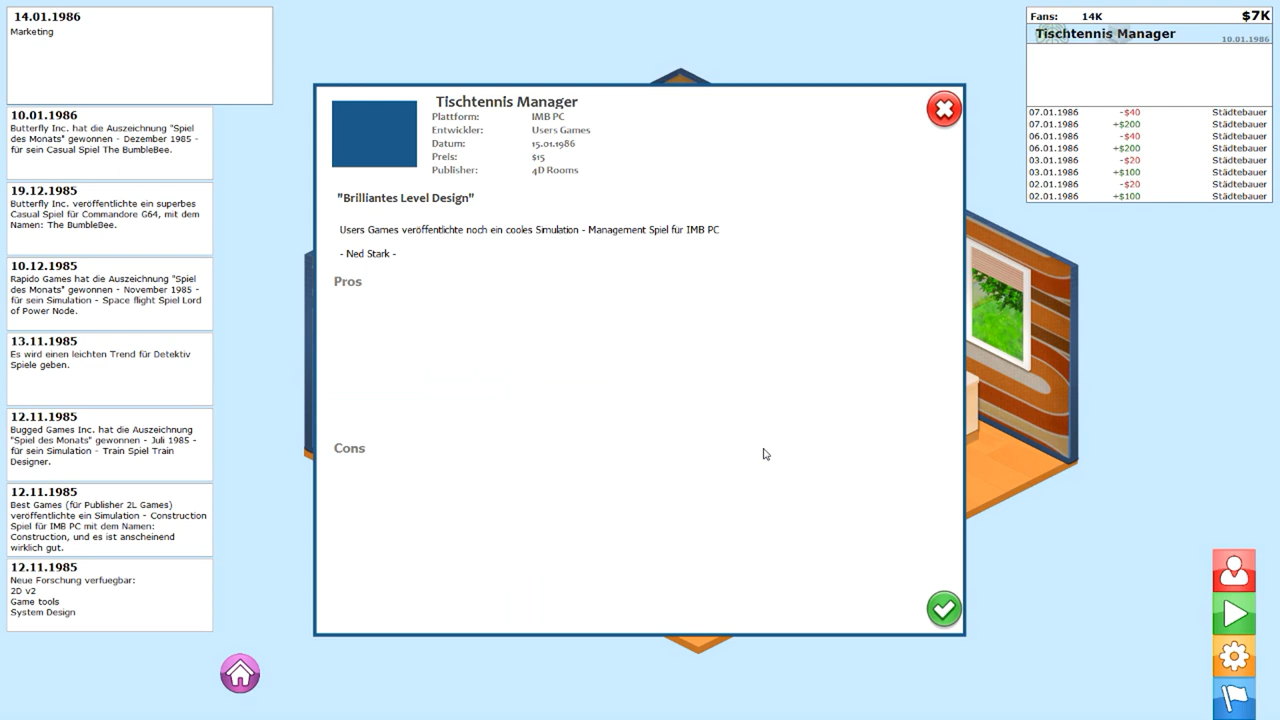 14.01.1986
Marketing
10.01.1986
Butterfly Inc. hat die Auszeichnung "Spiel
des Monats" gewonnen - Dezember 1985 -
für sein Casual Spiel The BumbleBee.
19.12.1985
Butterfly Inc. veröffentlichte ein superbes
Casual Spiel für Commandore G64, mit dem
Namen: The BumbleBee.
10.12.1985
Rapido Games hat die Auszeichnung "Spiel
des Monats" gewonnen - November 1985 -
für sein Simulation - Space flight Spiel Lord
of Power Node.
13.11.1985
Es wird einen leichten Trend für Detektiv
Spiele geben.
12.11.1985
Bugged Games Inc. hat die Auszeichnung
"Spiel des Monats" gewonnen - Juli 1985 -
für sein Simulation - Train Spiel Train
Designer.
12.11.1985
Best Games (für Publisher 2L Games)
veröffentlichte ein Simulation - Construction
Spiel für IMB PC mit dem Namen:
Construction, und es ist anscheinend
wirklich gut.
12.11.1985
Neue Forschung verfuegbar:
2D v2
Game tools
System Design
Tischtennis Manager
Plattform: IMB PC
Entwickler: Users Games
Datum: 15.01.1986
Preis: $15
Publisher: 4D Rooms
"Brilliantes Level Design"
Users Games veröffentlichte noch ein cooles Simulation - Management Spiel für IMB PC
- Ned Stark -
Pros
Cons
Fans: 14K $7K
Tischtennis Manager 10.01.1986
07.01.1986 -$40 Städtebauer
07.01.1986 +$200 Städtebauer
06.01.1986 -$40 Städtebauer
06.01.1986 +$200 Städtebauer
03.01.1986 -$20 Städtebauer
03.01.1986 +$100 Städtebauer
02.01.1986 -$20 Städtebauer
02.01.1986 +$100 Städtebauer